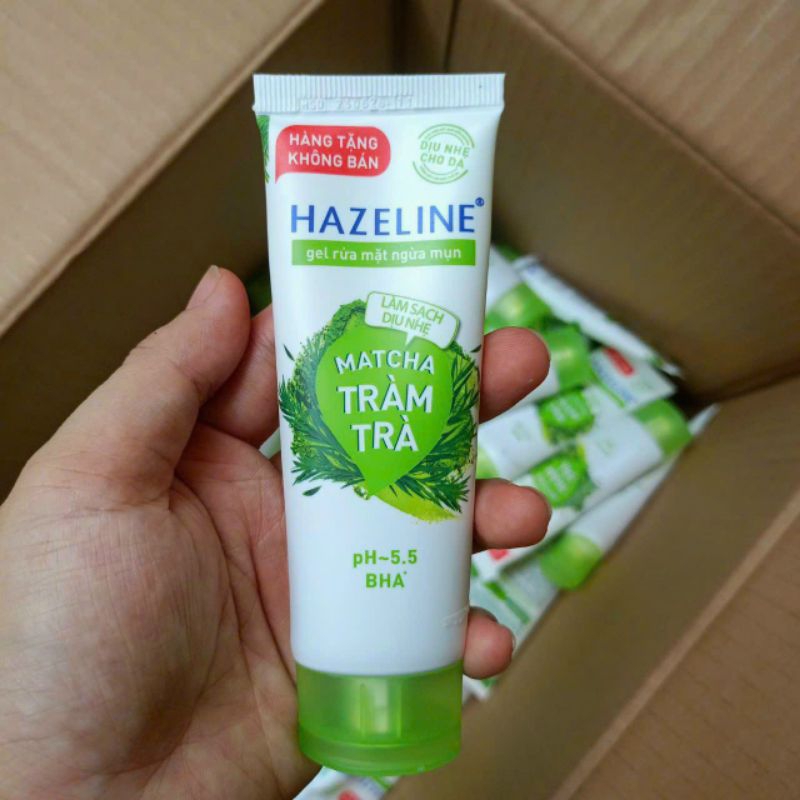 HÀNG TẶNG
KHÔNG BÁN
DỊU NHẸ
CHO DA
HAZELINE®
gel rửa mặt ngừa mụn
LÀM SẠCH
DỊU NHẸ
MATCHA
TRÀM
TRÀ
pH~5.5
BHA*